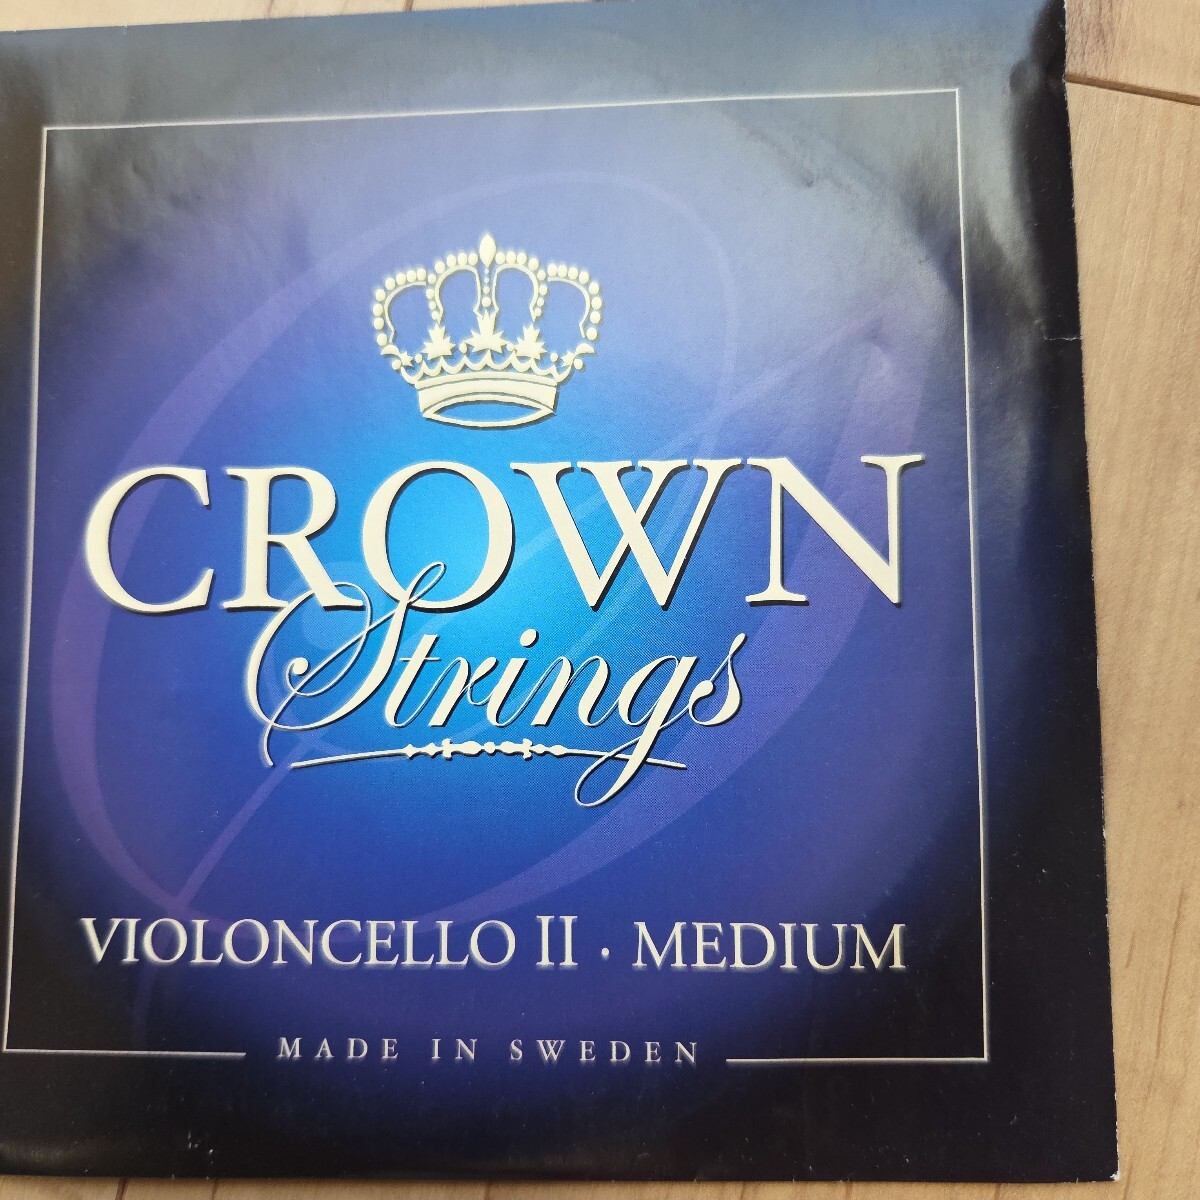 CROWN
Strings
VIOLONCELLO II · MEDIUM
MADE IN SWEDEN